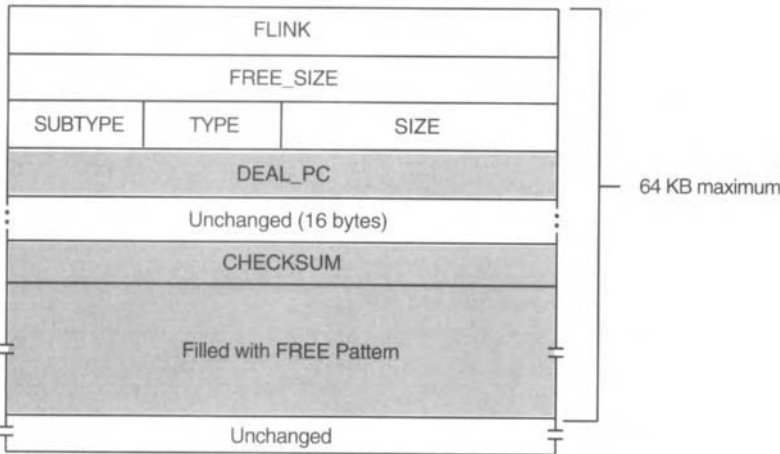 FLINK
FREE_SIZE
SUBTYPE TYPE SIZE
DEAL_PC
64 KB maximum
Unchanged (16 bytes)
CHECKSUM
Filled with FREE Pattern
Unchanged